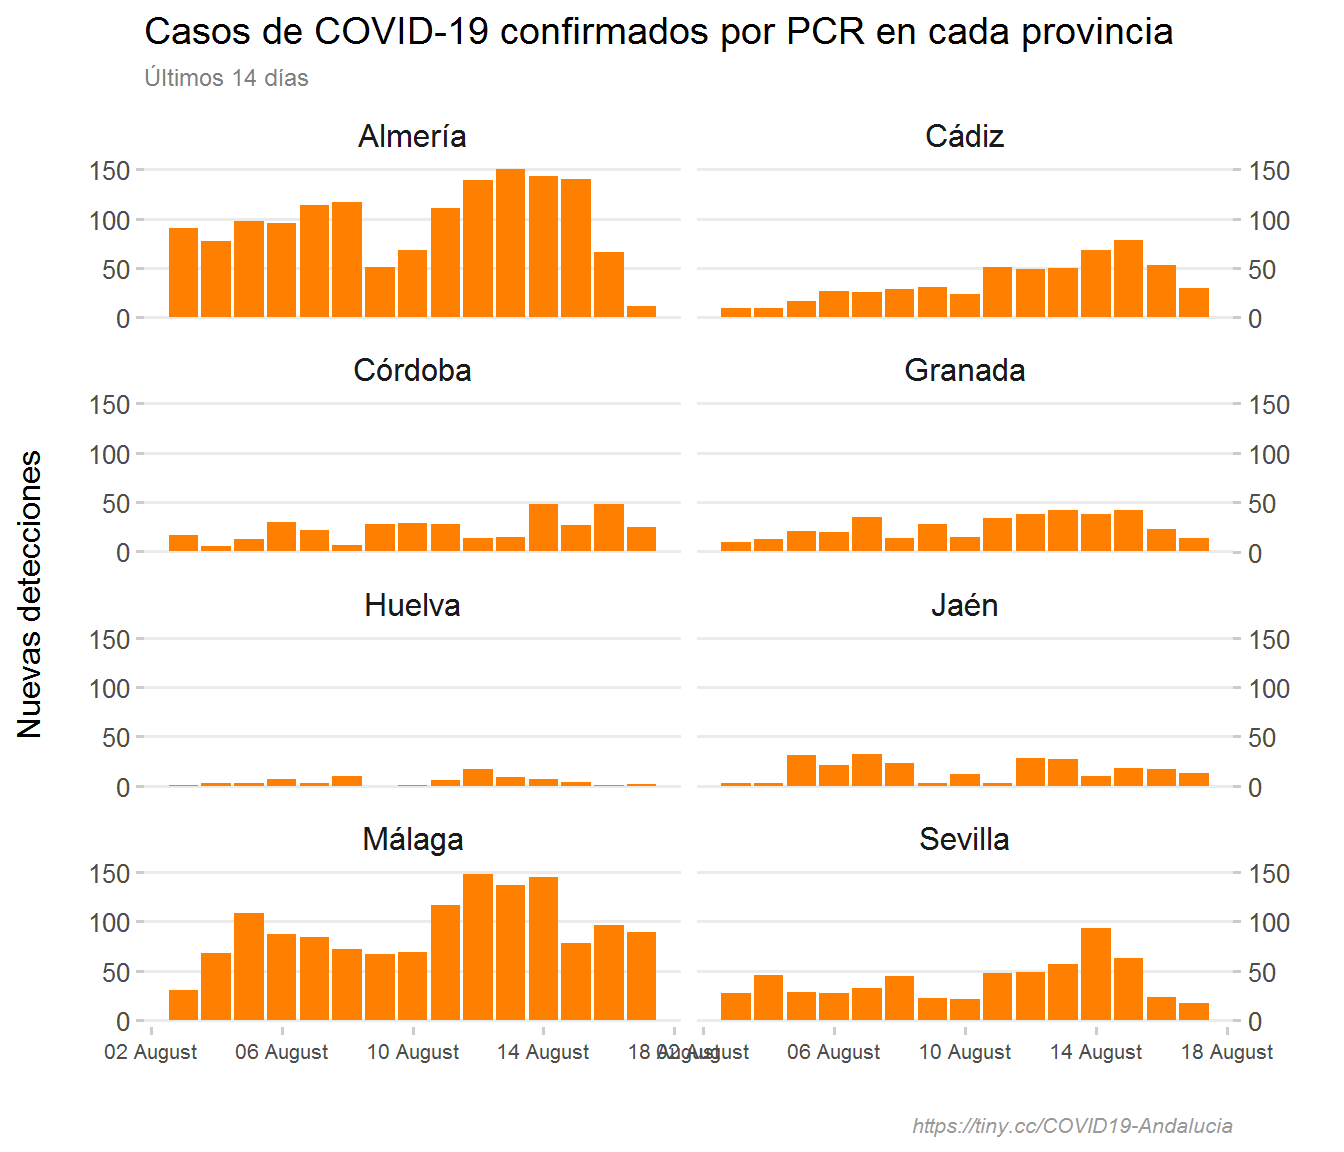 Casos de COVID-19 confirmados por PCR en cada provincia
Últimos 14 días
Almería
Cádiz
150
100
50
0
150
100
50
0
Córdoba
Granada
150
100
50
0
150
100
50
0
Huelva
Jaén
150
100
50
0
150
100
50
0
Málaga
Sevilla
150
100
50
0
150
100
50
0
Nuevas detecciones
02 August 06 August 10 August 14 August 18 August
02 August 06 August 10 August 14 August 18 August
https://tiny.cc/COVID19-Andalucia